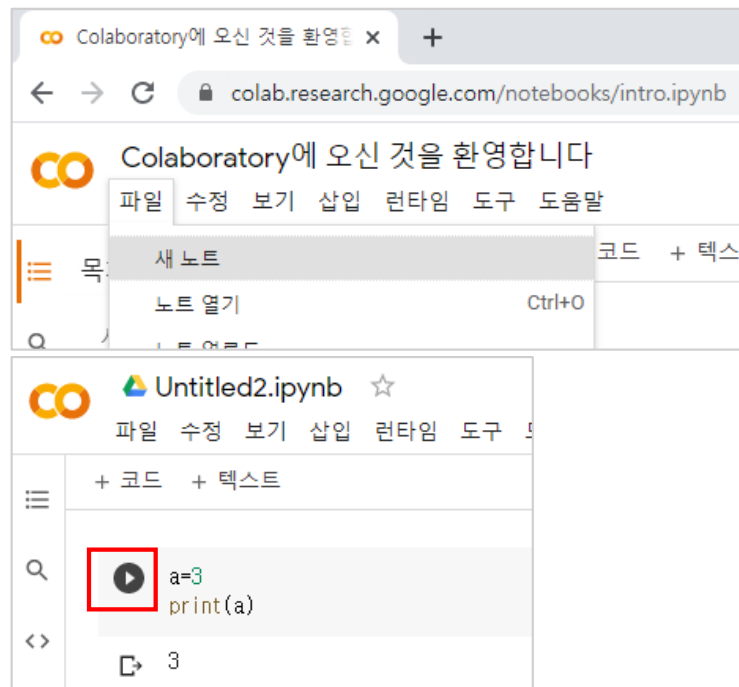 Colaboratory에 오신 것을 환영합
colab.research.google.com/notebooks/intro.ipynb
Colaboratory에 오신 것을 환영합니다
파일 수정 보기 삽입 런타임 도구 도움말
목
코드 + 텍스
새 노트
노트 열기 Ctrl+O
Untitled2.ipynb
파일 수정 보기 삽입 런타임 도구
+ 코드 + 텍스트
a=3
print(a)
3